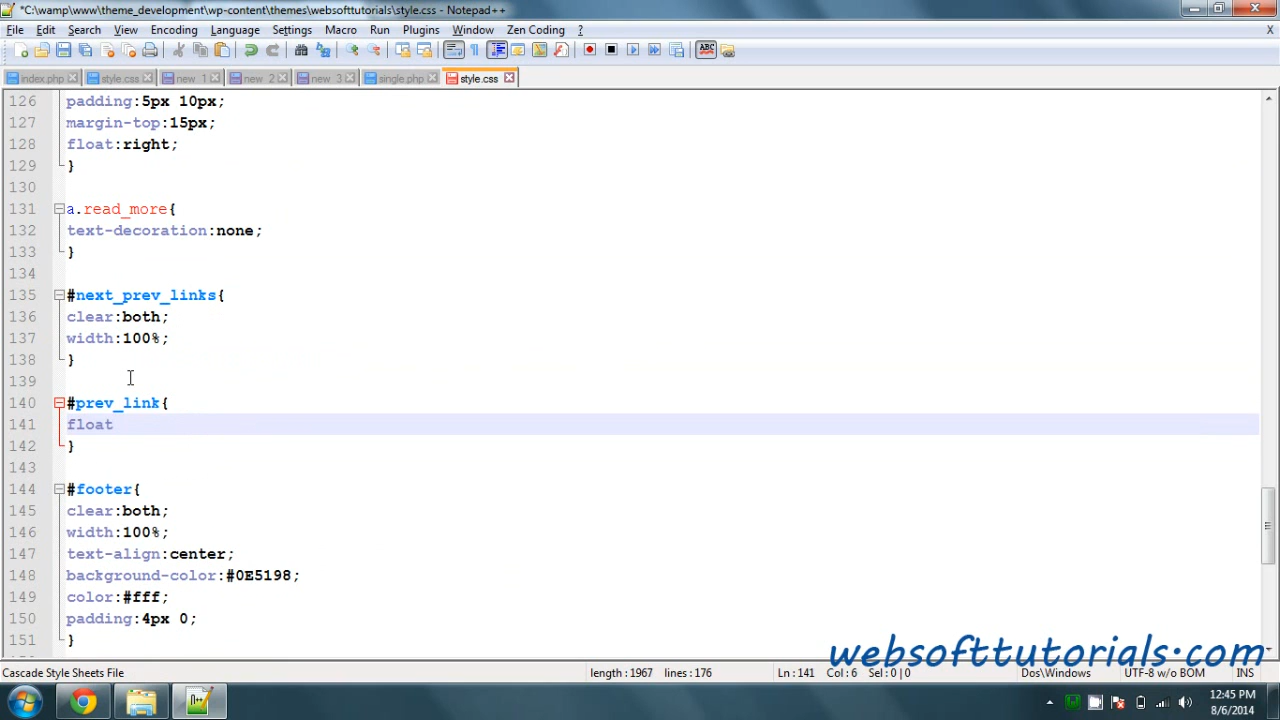 *C:\wamp\www\theme_development\wp-content\themes\websofttutorials\style.css - Notepad++
File Edit Search View Encoding Language Settings Macro Run Plugins Window Zen Coding ? X
index.php style.css new 1 new 2 new 3 single.php style.css
126 padding:5px 10px;
127 margin-top:15px;
128 float:right;
129 }
130
131 a.read_more{
132 text-decoration:none;
133 }
134
135 #next_prev_links{
136 clear:both;
137 width:100%;
138 }
139
140 #prev_link{
141 float
142 }
143
144 #footer{
145 clear:both;
146 width:100%;
147 text-align:center;
148 background-color:#0E5198;
149 color:#fff;
150 padding:4px 0;
151 }
websofttutorials.com
Cascade Style Sheets File length : 1967 lines : 176 Ln : 141 Col : 6 Sel : 0 | 0 Dos\Windows UTF-8 w/o BOM INS
12:45 PM
8/6/2014